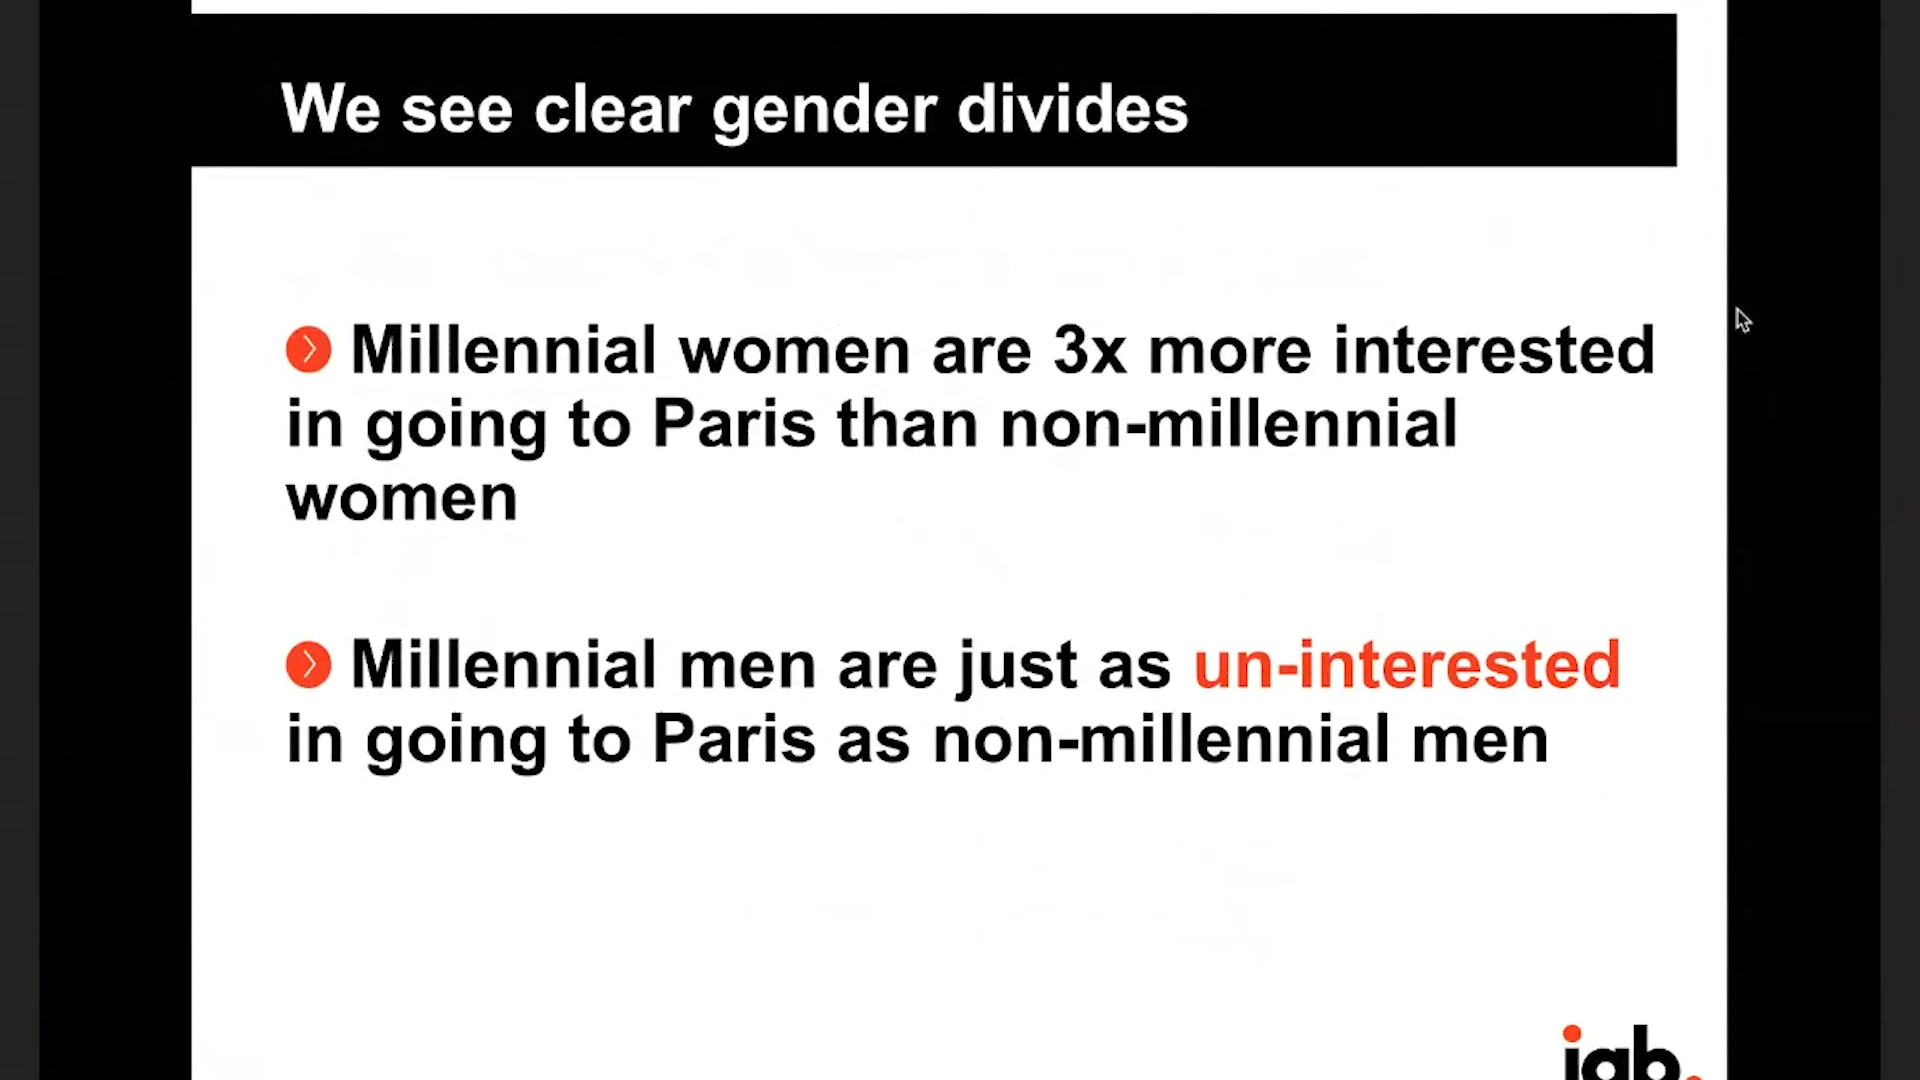 We see clear gender divides
Millennial women are 3x more interested
in going to Paris than non-millennial
women
Millennial men are just as un-interested
in going to Paris as non-millennial men
iab.